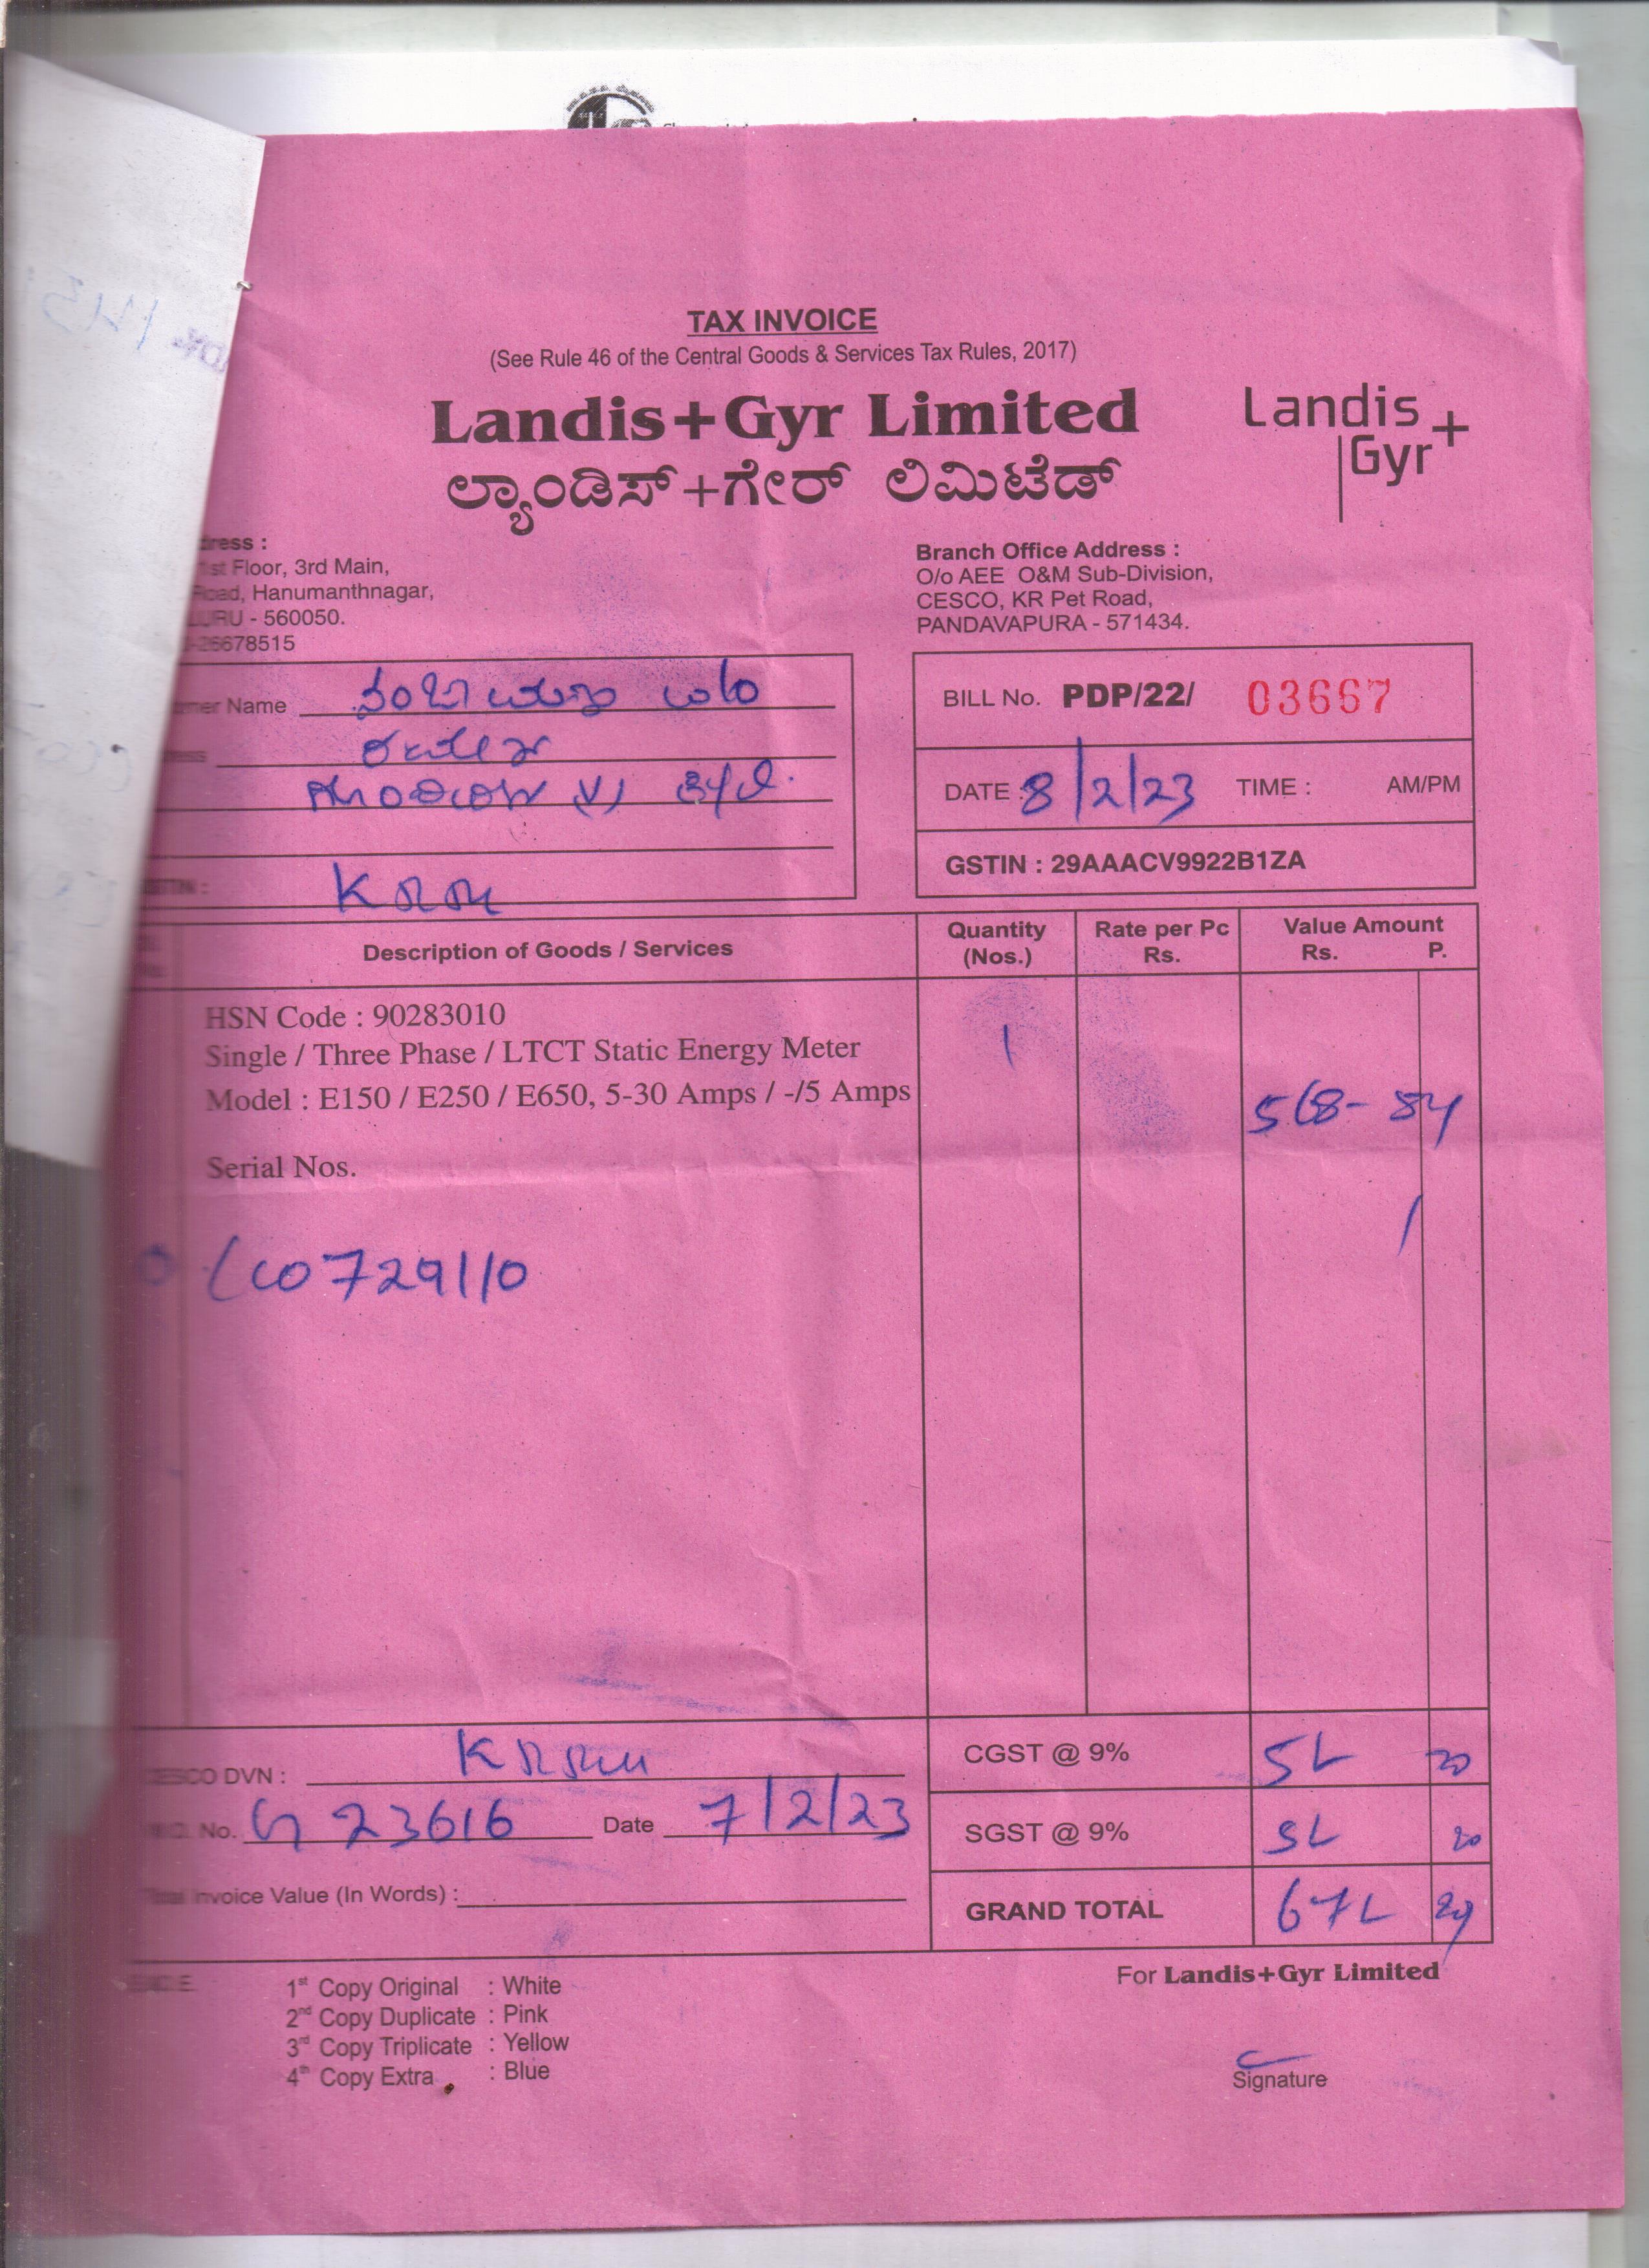 TAX INVOICE
(See Rule 46 of the Central Goods & Services Tax Rules, 2017)
Landis+Gyr Limited
ಲ್ಯಾಂಡಿಸ್+ಗೇರ್ ಲಿಮಿಟೆಡ್
Landis
Gyr+
1st Floor, 3rd Main,
Road, Hanumanthnagar,
- 560050.
26678515
Branch Office Address :
O/o AEE O&M Sub-Division,
CESCO, KR Pet Road,
PANDAVAPURA - 571434.
Name
BILL No. PDP/22/ 03667
DATE : 8/2/23 TIME : AM/PM
GSTIN : 29AAACV9922B1ZA
Description of Goods / Services
Quantity
(Nos.)
Rate per Pc
Rs.
Value Amount
Rs. P.
HSN Code : 90283010
Single / Three Phase / LTCT Static Energy Meter 1
Model : E150 / E250 / E650, 5-30 Amps / -/5 Amps
568-84
Serial Nos.
0729110
DVN :
CGST @ 9% 20
No. 23616 Date 7/2/23
SGST @ 9% 20
Invoice Value (In Words) :
GRAND TOTAL
1st Copy Original : White
2nd Copy Duplicate : Pink
3rd Copy Triplicate : Yellow
4th Copy Extra : Blue
For Landis+Gyr Limited
Signature